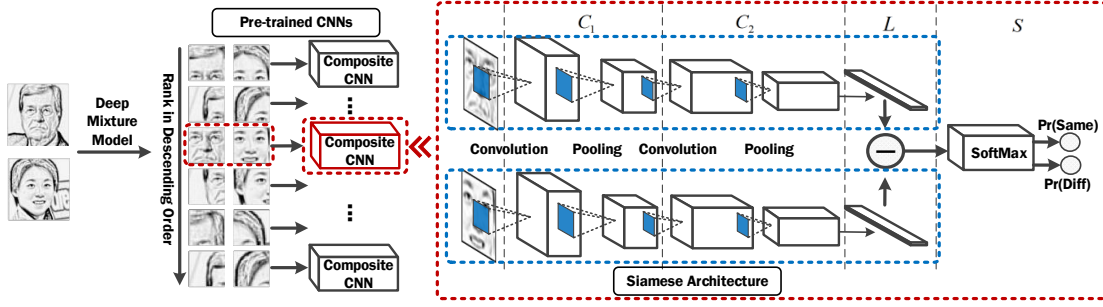 Pre-trained CNNs
C₁
C₂
L
S
Deep
Mixture
Model
Rank in Descending Order
Composite
CNN
...
Composite
CNN
...
Composite
CNN
Convolution
Pooling
Convolution
Pooling
−
SoftMax
Pr(Same)
Pr(Diff)
Siamese Architecture